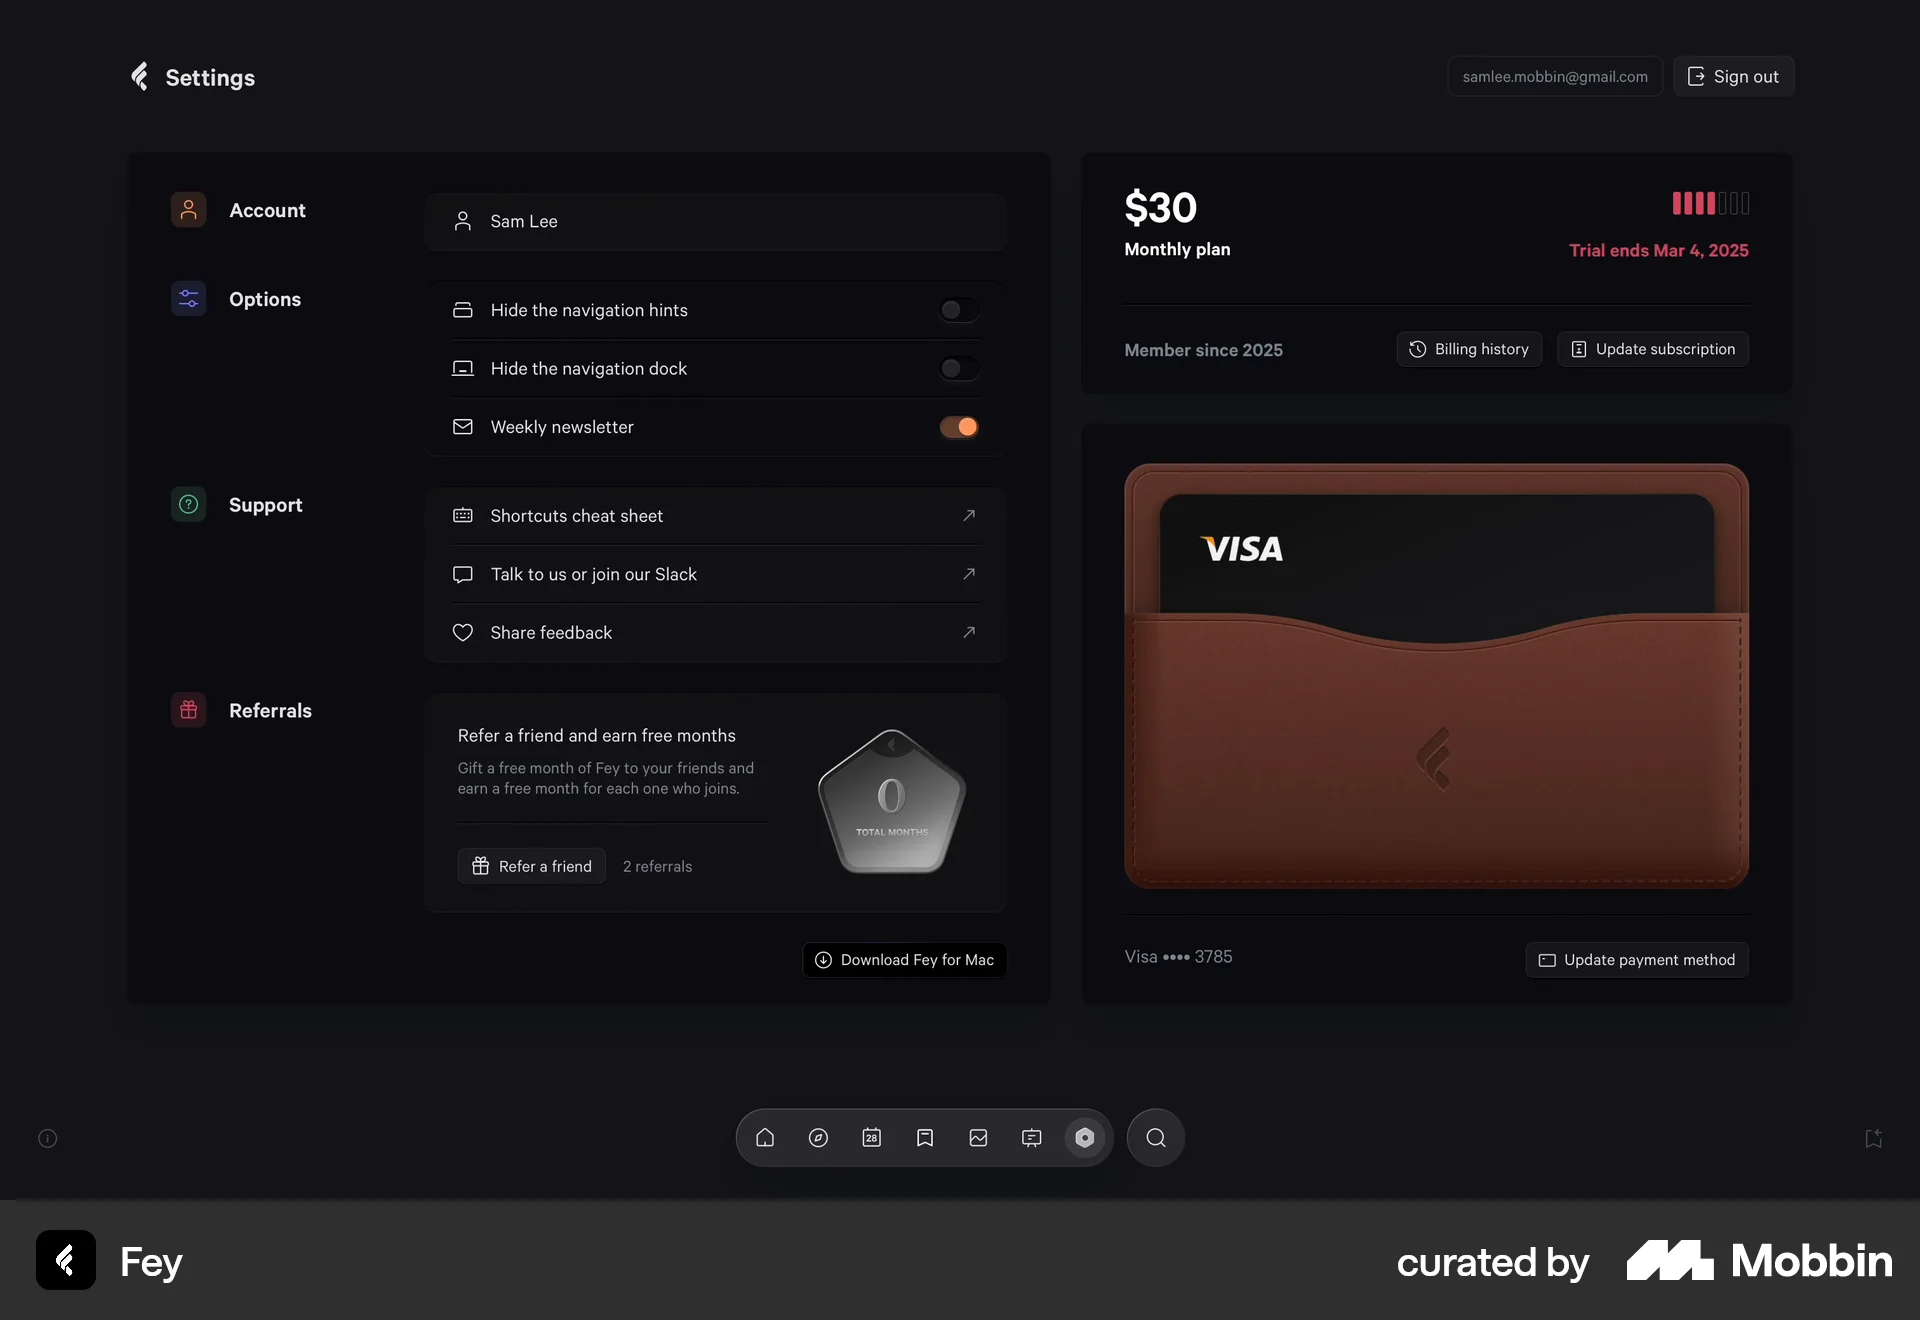 Settings
samlee.mobbin@gmail.com
Sign out
Account
Sam Lee
Options
Hide the navigation hints
Hide the navigation dock
Weekly newsletter
Support
Shortcuts cheat sheet
Talk to us or join our Slack
Share feedback
Referrals
Refer a friend and earn free months
Gift a free month of Fey to your friends and
earn a free month for each one who joins.
Refer a friend
2 referrals
0
TOTAL MONTHS
Download Fey for Mac
$30
Monthly plan
Trial ends Mar 4, 2025
Member since 2025
Billing history
Update subscription
VISA
Visa •••• 3785
Update payment method
28
Fey
curated by
Mobbin